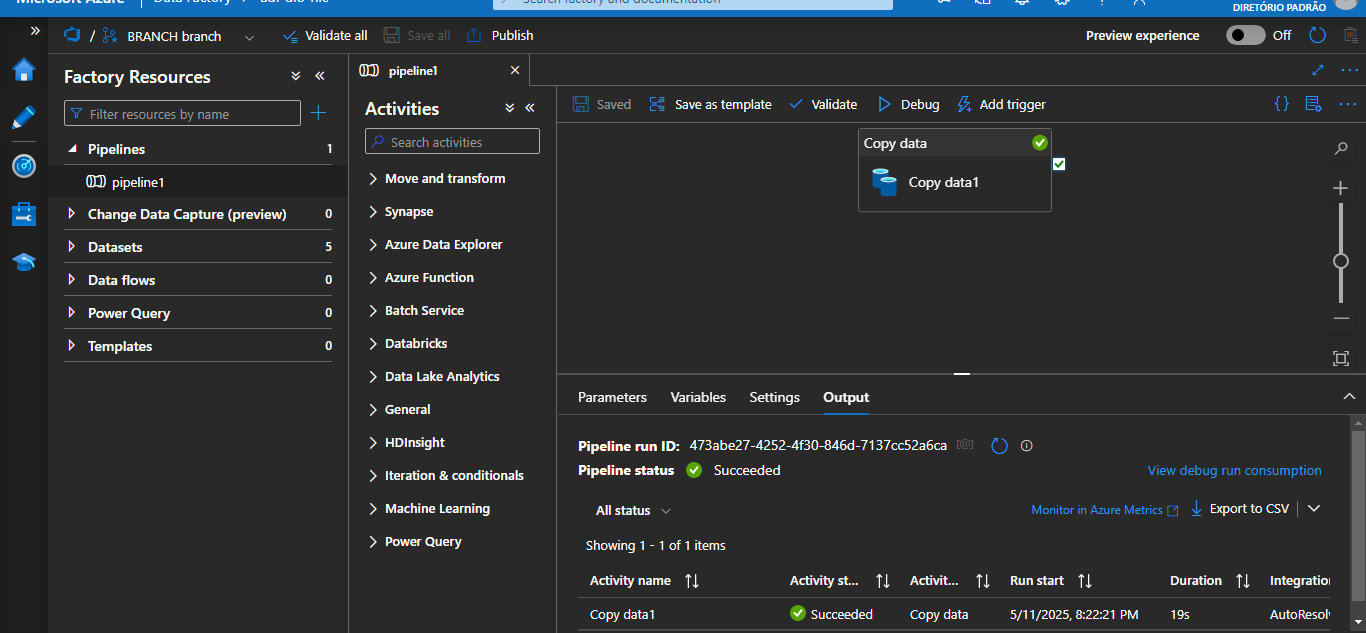 Microsoft Azure | Data Factory
Search factory and documentation
DIRETÓRIO PADRÃO
/ BRANCH branch
Validate all
Save all
Publish
Preview experience
Off
Factory Resources
Filter resources by name
Pipelines 1
pipeline1
Change Data Capture (preview) 0
Datasets 5
Data flows 0
Power Query 0
Templates 0
pipeline1
Activities
Search activities
Move and transform
Synapse
Azure Data Explorer
Azure Function
Batch Service
Databricks
Data Lake Analytics
General
HDInsight
Iteration & conditionals
Machine Learning
Power Query
Saved
Save as template
Validate
Debug
Add trigger
{}
Copy data
Copy data1
Parameters Variables Settings Output
Pipeline run ID: 473abe27-4252-4f30-846d-7137cc52a6ca
Pipeline status Succeeded
View debug run consumption
All status
Monitor in Azure Metrics
Export to CSV
Showing 1 - 1 of 1 items
Activity name Activity st... Activit... Run start Duration Integration
Copy data1 Succeeded Copy data 5/11/2025, 8:22:21 PM 19s AutoResolv